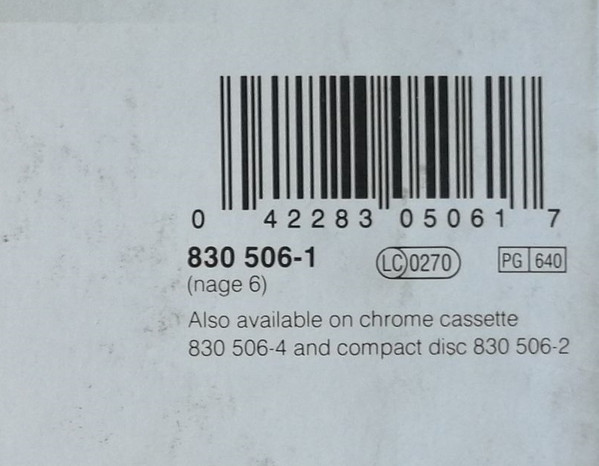 0 42283 05061 7
830 506-1 LC 0270 PG 640
(nage 6)
Also available on chrome cassette
830 506-4 and compact disc 830 506-2